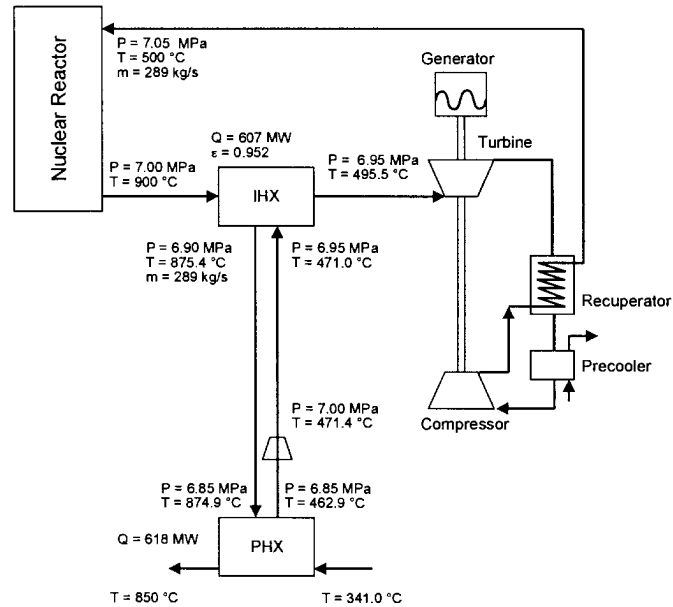 Nuclear Reactor
P = 7.05 MPa
T = 500 °C
m = 289 kg/s
Generator
Turbine
Q = 607 MW
ε = 0.952
P = 7.00 MPa
T = 900 °C
IHX
P = 6.95 MPa
T = 495.5 °C
P = 6.90 MPa
T = 875.4 °C
m = 289 kg/s
P = 6.95 MPa
T = 471.0 °C
Recuperator
Precooler
Compressor
P = 7.00 MPa
T = 471.4 °C
P = 6.85 MPa
T = 874.9 °C
P = 6.85 MPa
T = 462.9 °C
Q = 618 MW
PHX
T = 850 °C
T = 341.0 °C